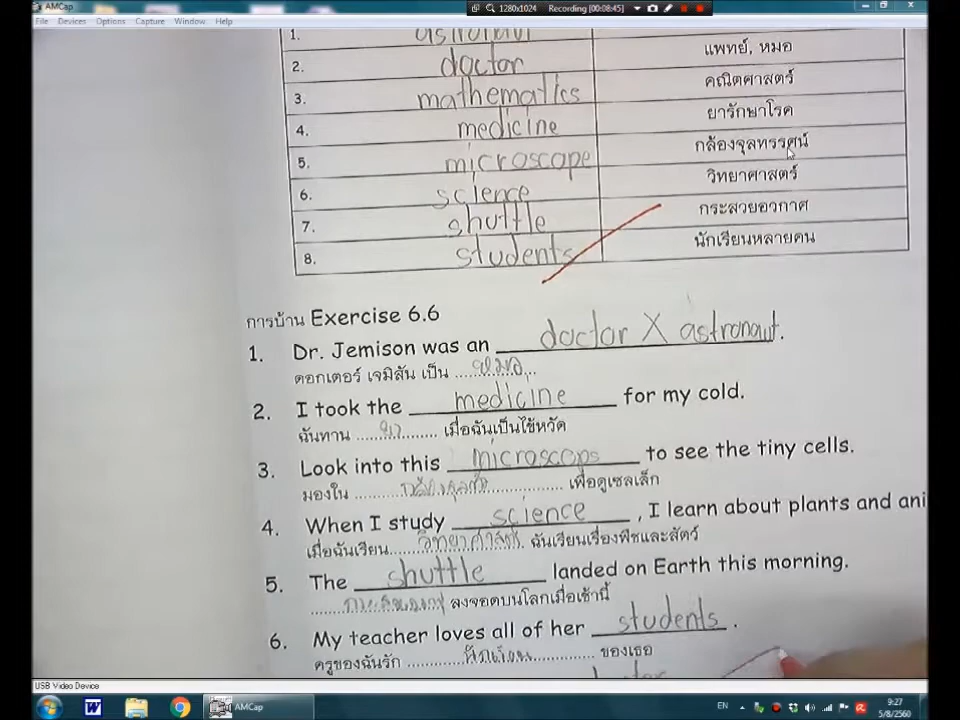 AMCap
1280x1024 Recording [00:08:45]
File Devices Options Capture Window Help
1. astronaut
2. doctor แพทย์, หมอ
3. mathematics คณิตศาสตร์
4. medicine ยารักษาโรค
5. microscope กล้องจุลทรรศน์
6. science วิทยาศาสตร์
7. shuttle กระสวยอวกาศ
8. students นักเรียนหลายคน
การบ้าน Exercise 6.6
1. Dr. Jemison was an doctor X astronaut.
ดอกเตอร์ เจมิสัน เป็น ...หมอ...
2. I took the medicine for my cold.
ฉันทาน ...ยา... เมื่อฉันเป็นไข้หวัด
3. Look into this microscops to see the tiny cells.
มองใน ... เพื่อดูเซลเล็ก
4. When I study science, I learn about plants and ani
เมื่อฉันเรียน...วิทยาศาสตร์ ฉันเรียนเรื่องพืชและสัตว์
5. The shuttle landed on Earth this morning.
ลงจอดบนโลกเมื่อเช้านี้
6. My teacher loves all of her students.
ครูของฉันรัก ...นักเรียน... ของเธอ
USB Video Device
AMCap
EN
9:27
5/8/2560